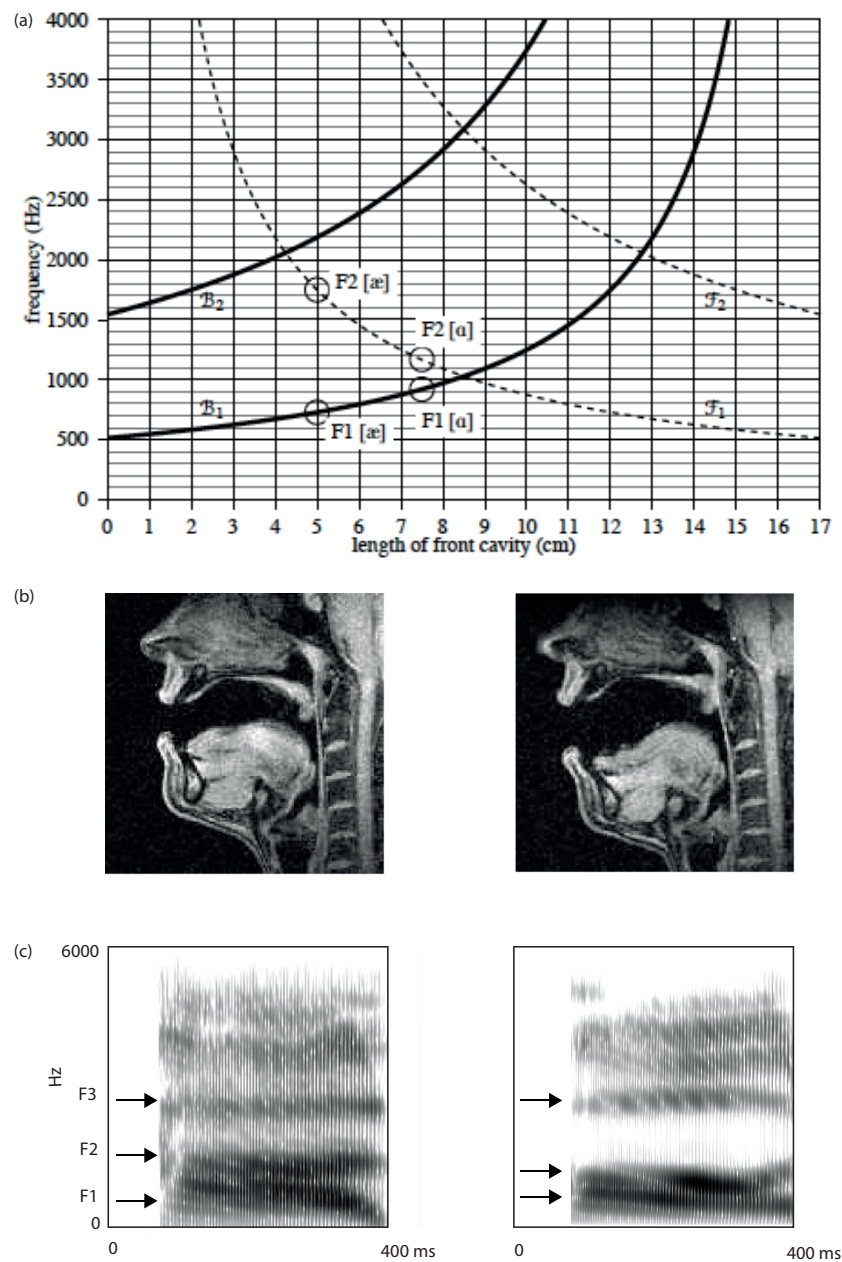 (a)
4000
3500
3000
2500
2000
1500
1000
500
0
frequency (Hz)
F2 [æ]
ℬ2
ℱ2
F2 [ɑ]
ℬ1
ℱ1
F1 [æ]
F1 [ɑ]
0 1 2 3 4 5 6 7 8 9 10 11 12 13 14 15 16 17
length of front cavity (cm)
(b)
(c)
6000
Hz
F3
F2
F1
0
0 400 ms
0 400 ms